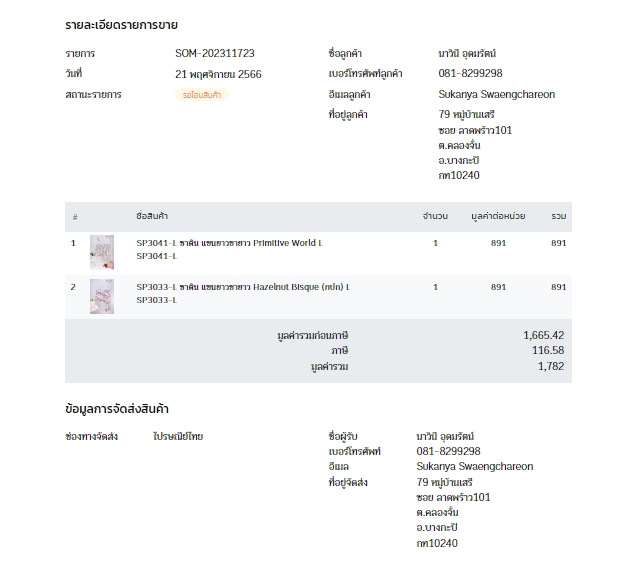 รายละเอียดรายการขาย
รายการ SOM-202311723 ชื่อลูกค้า นาวินี อุดมรัตน์
วันที่ 21 พฤศจิกายน 2566 เบอร์โทรศัพท์ลูกค้า 081-8299298
สถานะรายการ รอโอนสินค้า อีเมลลูกค้า Sukanya Swaengchareon
ที่อยู่ลูกค้า 79 หมู่บ้านเสรี
ซอย ลาดพร้าว101
ต.คลองจั่น
อ.บางกะปิ
กท10240
# ชื่อสินค้า จำนวน มูลค่าต่อหน่วย รวม
1 SP3041-L ซาติน แขนยาวขายาว Primitive World L 1 891 891
SP3041-L
2 SP3033-L ซาติน แขนยาวขายาว Hazelnut Bisque (กปก) L 1 891 891
SP3033-L
มูลค่ารวมก่อนภาษี 1,665.42
ภาษี 116.58
มูลค่ารวม 1,782
ข้อมูลการจัดส่งสินค้า
ช่องทางจัดส่ง ไปรษณีย์ไทย ชื่อผู้รับ นาวินี อุดมรัตน์
เบอร์โทรศัพท์ 081-8299298
อีเมล Sukanya Swaengchareon
ที่อยู่จัดส่ง 79 หมู่บ้านเสรี
ซอย ลาดพร้าว101
ต.คลองจั่น
อ.บางกะปิ
กท10240